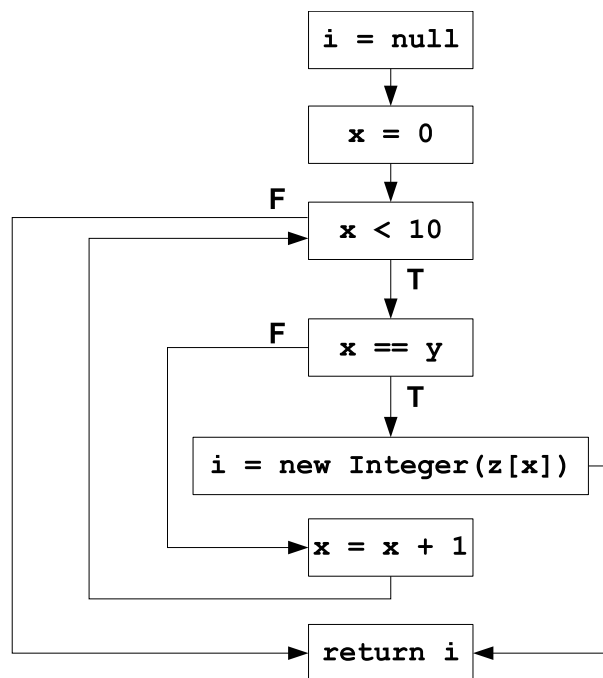 i = null
x = 0
F
x < 10
T
F
x == y
T
i = new Integer(z[x])
x = x + 1
return i